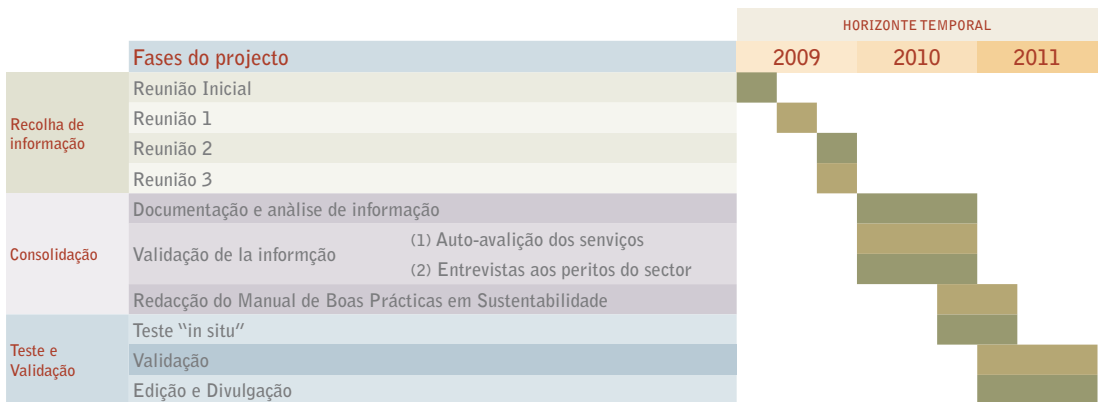 HORIZONTE TEMPORAL
Fases do projecto
2009 2010 2011
Recolha de
informação
Reunião Inicial
Reunião 1
Reunião 2
Reunião 3
Consolidação
Documentação e anàlise de informação
Validação de la informção
(1) Auto-avalição dos senviços
(2) Entrevistas aos peritos do sector
Redacção do Manual de Boas Prácticas em Sustentabilidade
Teste e
Validação
Teste “in situ”
Validação
Edição e Divulgação